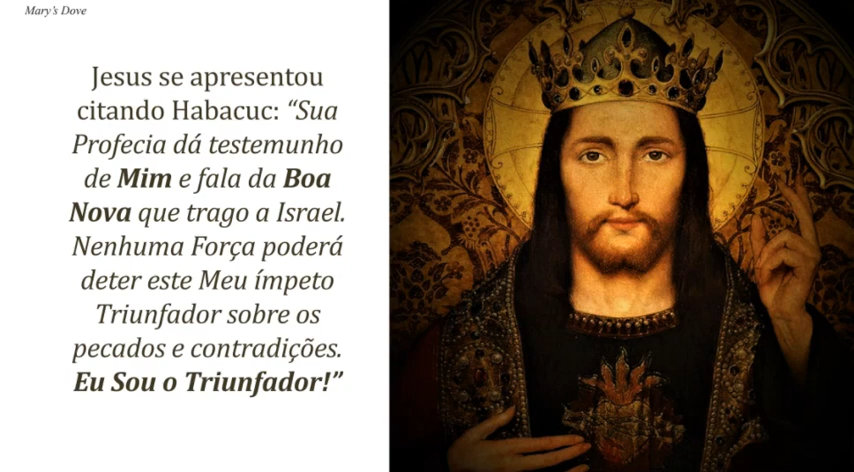 Mary's Dove
Jesus se apresentou
citando Habacuc: “Sua
Profecia dá testemunho
de Mim e fala da Boa
Nova que trago a Israel.
Nenhuma Força poderá
deter este Meu ímpeto
Triunfador sobre os
pecados e contradições.
Eu Sou o Triunfador!”